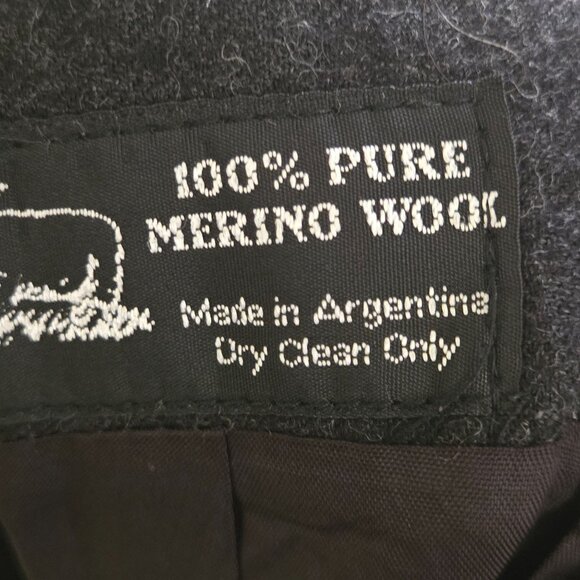 100% PURE
MERINO WOOL
Made in Argentina
Dry Clean Only